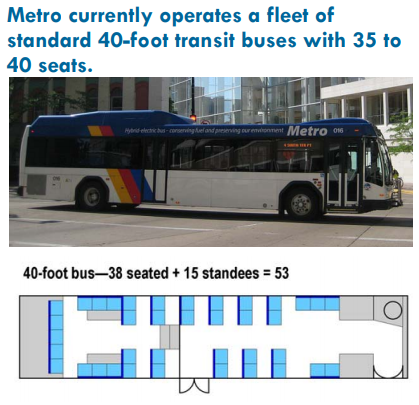 Metro currently operates a fleet of
standard 40-foot transit buses with 35 to
40 seats.
Hybrid-electric bus - conserving fuel and preserving our environment Metro 016
40-foot bus—38 seated + 15 standees = 53